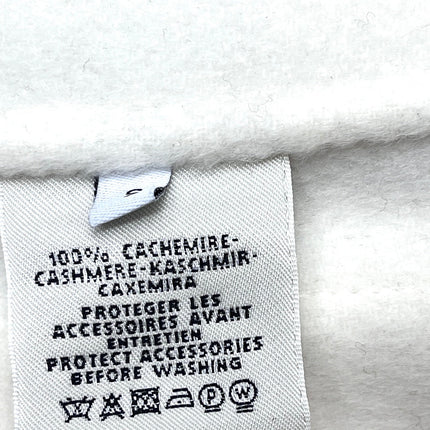 100% CACHEMIRE-
CASHMERE-KASCHMIR-
CAXEMIRA
PROTEGER LES
ACCESSOIRES AVANT
ENTRETIEN
PROTECT ACCESSORIES
BEFORE WASHING
P W